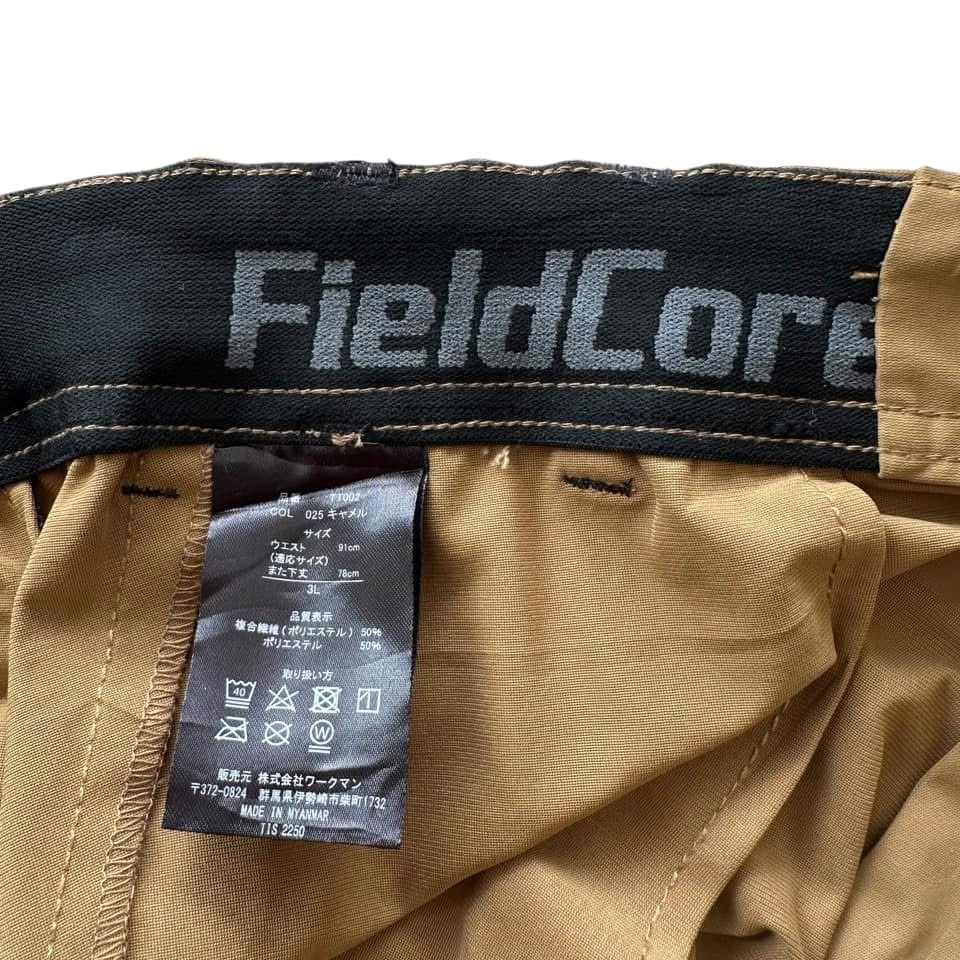 FieldCore
品番 TT002
COL 025 キャメル
サイズ
ウエスト 91cm
(適応サイズ)
また下丈 78cm
3L
品質表示
複合繊維(ポリエステル) 50%
ポリエステル 50%
取り扱い方
40
W
販売元 株式会社ワークマン
〒372-0824 群馬県伊勢崎市柴町1732
MADE IN MYANMAR
TIS 2250